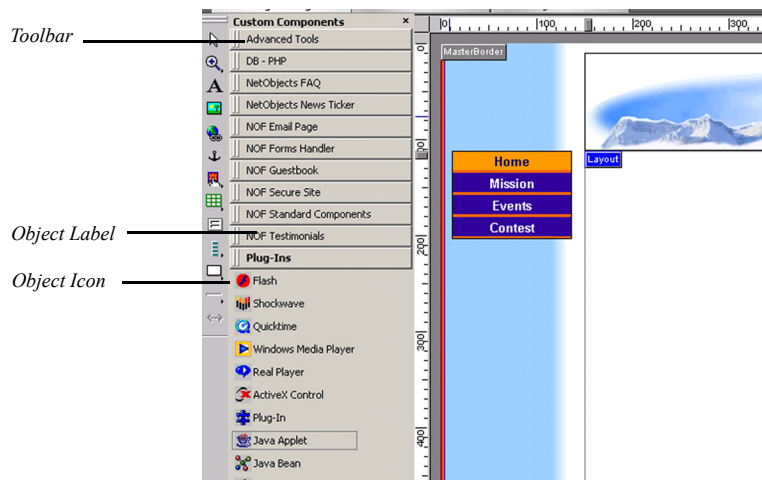 Custom Components ×
Toolbar
Advanced Tools
DB - PHP
A
NetObjects FAQ
NetObjects News Ticker
NOF Email Page
NOF Forms Handler
NOF Guestbook
NOF Secure Site
NOF Standard Components
Object Label
NOF Testimonials
Plug-Ins
Object Icon
Flash
Shockwave
Quicktime
Windows Media Player
Real Player
ActiveX Control
Plug-In
Java Applet
Java Bean
0 100 200 300
0
100
200
300
400
MasterBorder
Layout
Home
Mission
Events
Contest